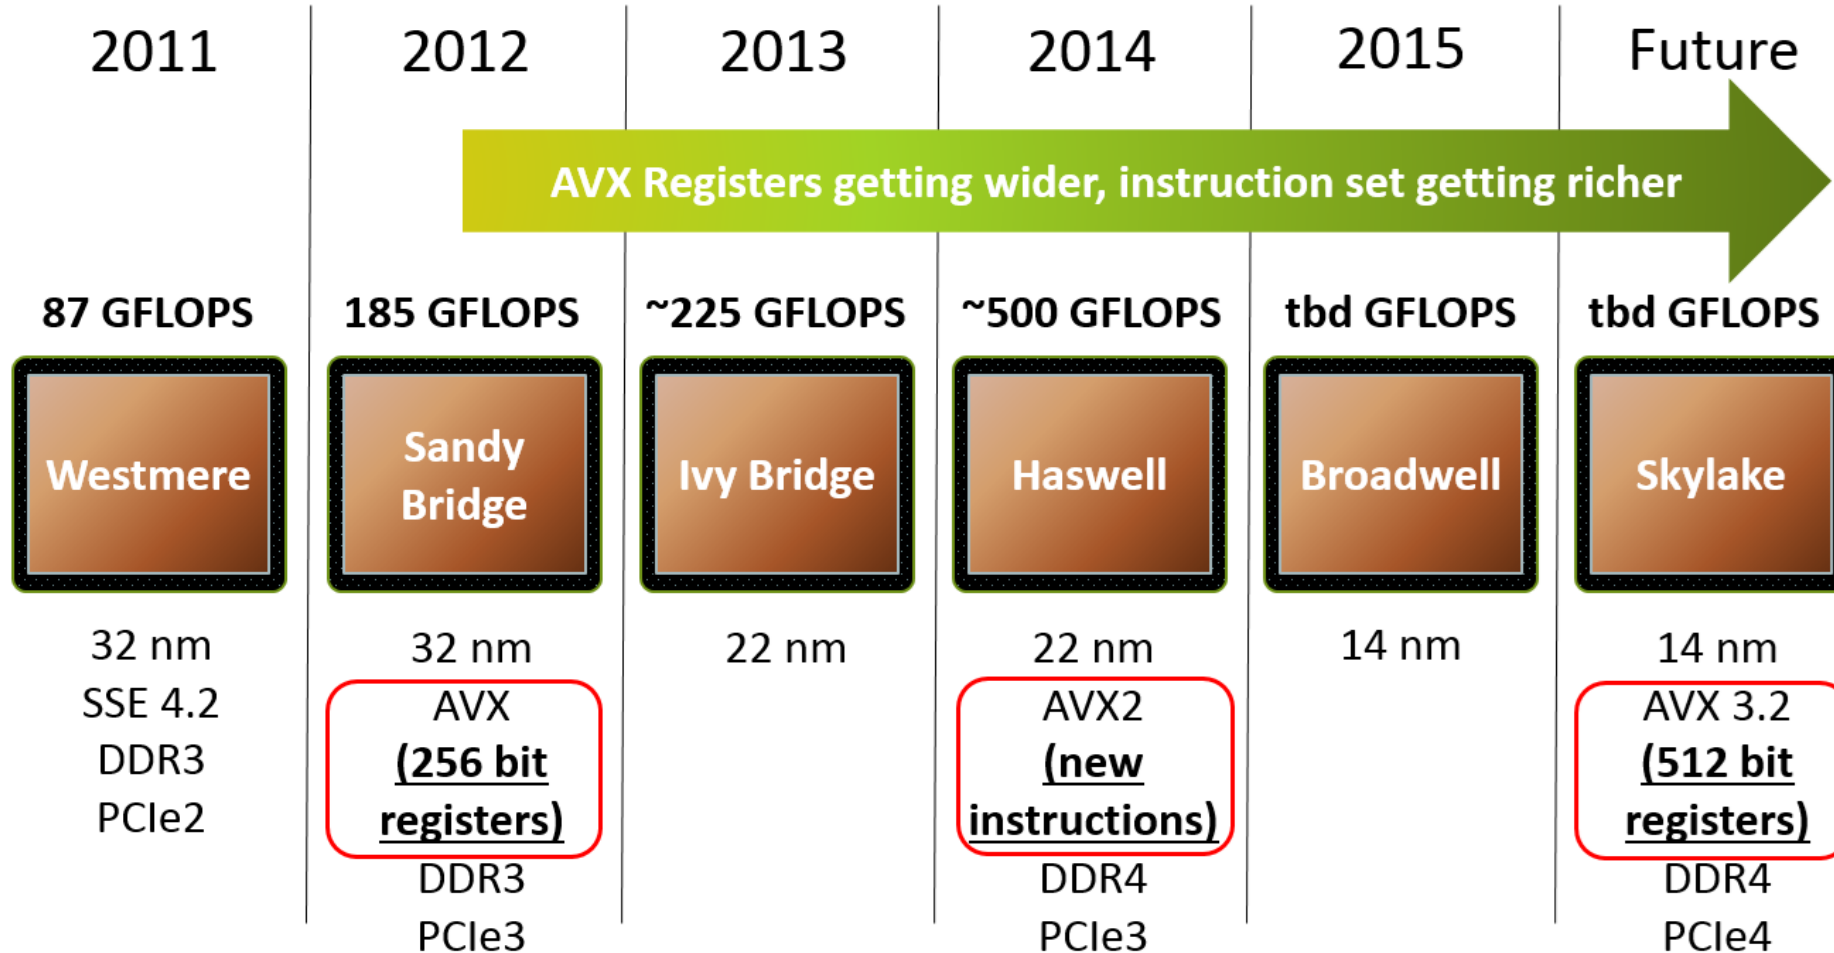 2011
2012
2013
2014
2015
Future
AVX Registers getting wider, instruction set getting richer
87 GFLOPS
185 GFLOPS
~225 GFLOPS
~500 GFLOPS
tbd GFLOPS
tbd GFLOPS
Westmere
Sandy
Bridge
Ivy Bridge
Haswell
Broadwell
Skylake
32 nm
SSE 4.2
DDR3
PCIe2
32 nm
AVX
(256 bit
registers)
DDR3
PCIe3
22 nm
22 nm
AVX2
(new
instructions)
DDR4
PCIe3
14 nm
14 nm
AVX 3.2
(512 bit
registers)
DDR4
PCIe4